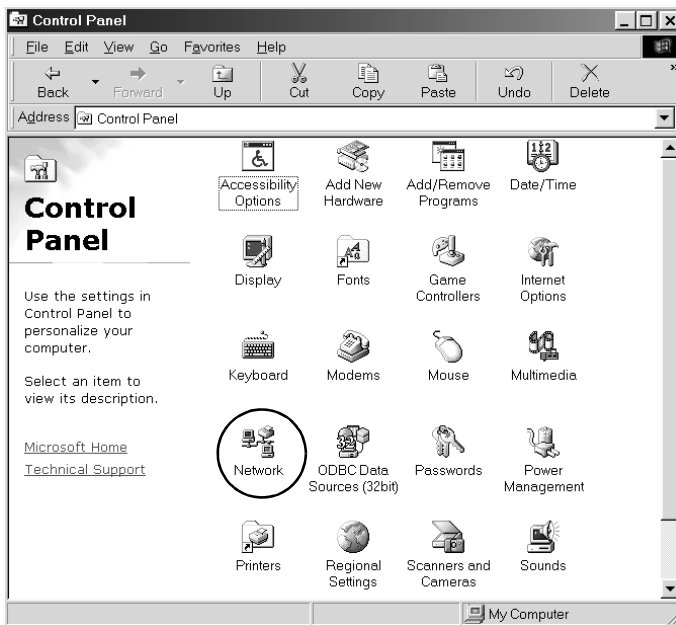 Control Panel
File Edit View Go Favorites Help
Back Forward Up Cut Copy Paste Undo Delete
Address Control Panel
Control
Panel
Use the settings in
Control Panel to
personalize your
computer.
Select an item to
view its description.
Microsoft Home
Technical Support
Accessibility
Options
Add New
Hardware
Add/Remove
Programs
Date/Time
Display
Fonts
Game
Controllers
Internet
Options
Keyboard
Modems
Mouse
Multimedia
Network
ODBC Data
Sources (32bit)
Passwords
Power
Management
Printers
Regional
Settings
Scanners and
Cameras
Sounds
My Computer